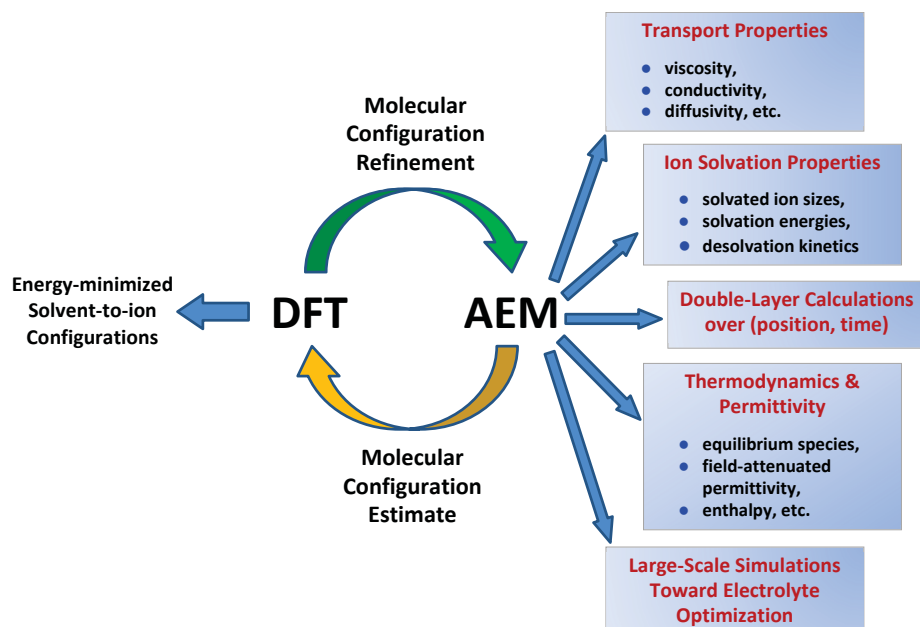 Energy-minimized
Solvent-to-ion
Configurations
DFT
Molecular
Configuration
Refinement
AEM
Molecular
Configuration
Estimate
Transport Properties
● viscosity,
● conductivity,
● diffusivity, etc.
Ion Solvation Properties
● solvated ion sizes,
● solvation energies,
● desolvation kinetics
Double-Layer Calculations
over (position, time)
Thermodynamics &
Permittivity
● equilibrium species,
● field-attenuated
permittivity,
● enthalpy, etc.
Large-Scale Simulations
Toward Electrolyte
Optimization